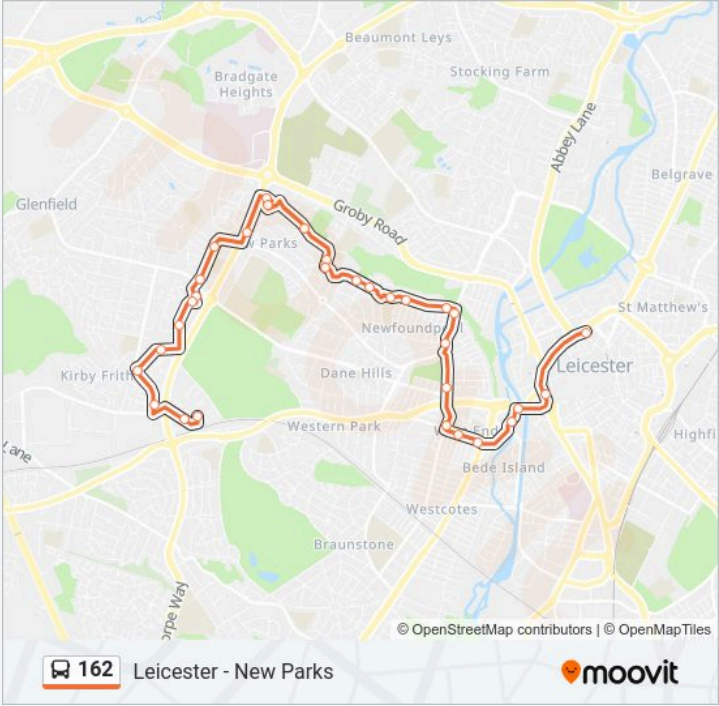 Beaumont Leys
Stocking Farm
Bradgate
Heights
Abbey Lane
Belgrave
Glenfield
Groby Road
w Parks
St Matthew's
Newfoundpo
Leicester
Dane Hills
Kirby Frith
Western Park
End
Highfi
Lane
Bede Island
Westcotes
Braunstone
orpe Way
© OpenStreetMap contributors | © OpenMapTiles
162 Leicester - New Parks
moovit